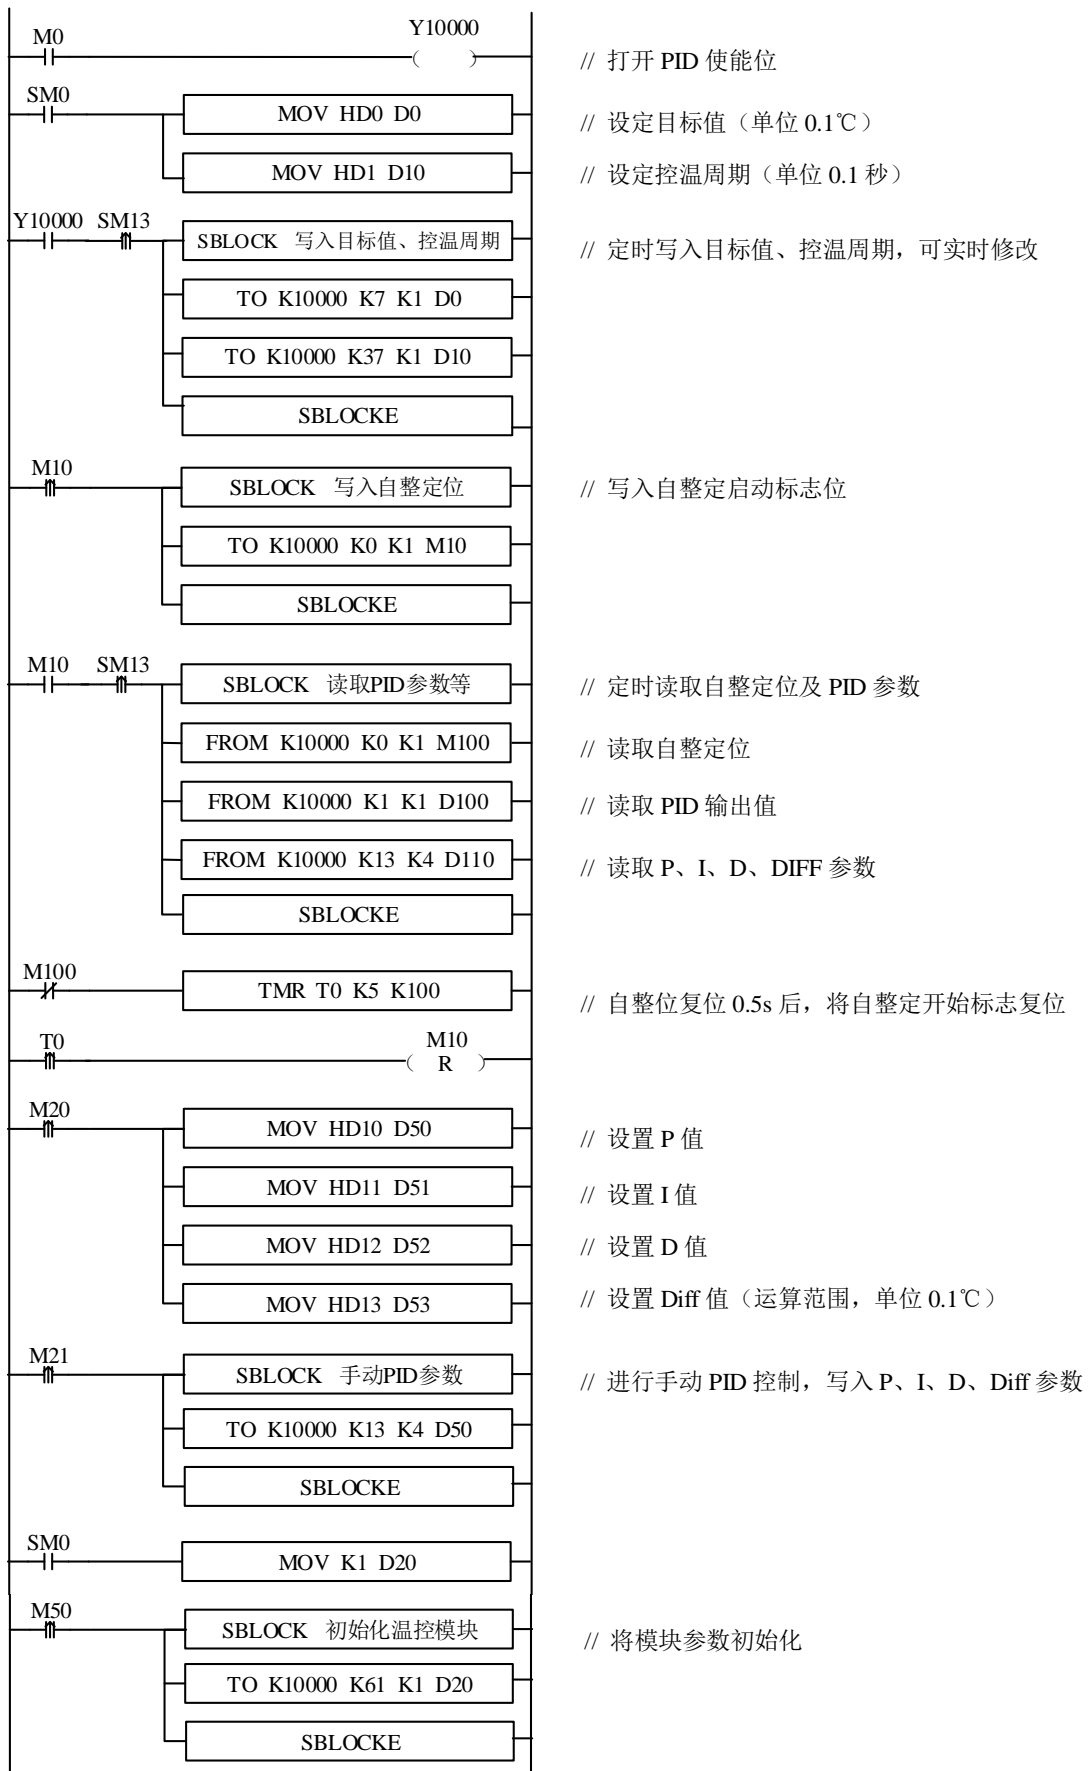 M0
Y10000
( )
// 打开 PID 使能位
SM0
MOV HD0 D0
// 设定目标值（单位 0.1℃）
MOV HD1 D10
// 设定控温周期（单位 0.1 秒）
Y10000 SM13
SBLOCK 写入目标值、控温周期
// 定时写入目标值、控温周期，可实时修改
TO K10000 K7 K1 D0
TO K10000 K37 K1 D10
SBLOCKE
M10
SBLOCK 写入自整定位
// 写入自整定启动标志位
TO K10000 K0 K1 M10
SBLOCKE
M10 SM13
SBLOCK 读取PID参数等
// 定时读取自整定位及 PID 参数
FROM K10000 K0 K1 M100
// 读取自整定位
FROM K10000 K1 K1 D100
// 读取 PID 输出值
FROM K10000 K13 K4 D110
// 读取 P、I、D、DIFF 参数
SBLOCKE
M100
TMR T0 K5 K100
// 自整位复位 0.5s 后，将自整定开始标志复位
T0
M10
( R )
M20
MOV HD10 D50
// 设置 P 值
MOV HD11 D51
// 设置 I 值
MOV HD12 D52
// 设置 D 值
MOV HD13 D53
// 设置 Diff 值（运算范围，单位 0.1℃）
M21
SBLOCK 手动PID参数
// 进行手动 PID 控制，写入 P、I、D、Diff 参数
TO K10000 K13 K4 D50
SBLOCKE
SM0
MOV K1 D20
M50
SBLOCK 初始化温控模块
// 将模块参数初始化
TO K10000 K61 K1 D20
SBLOCKE